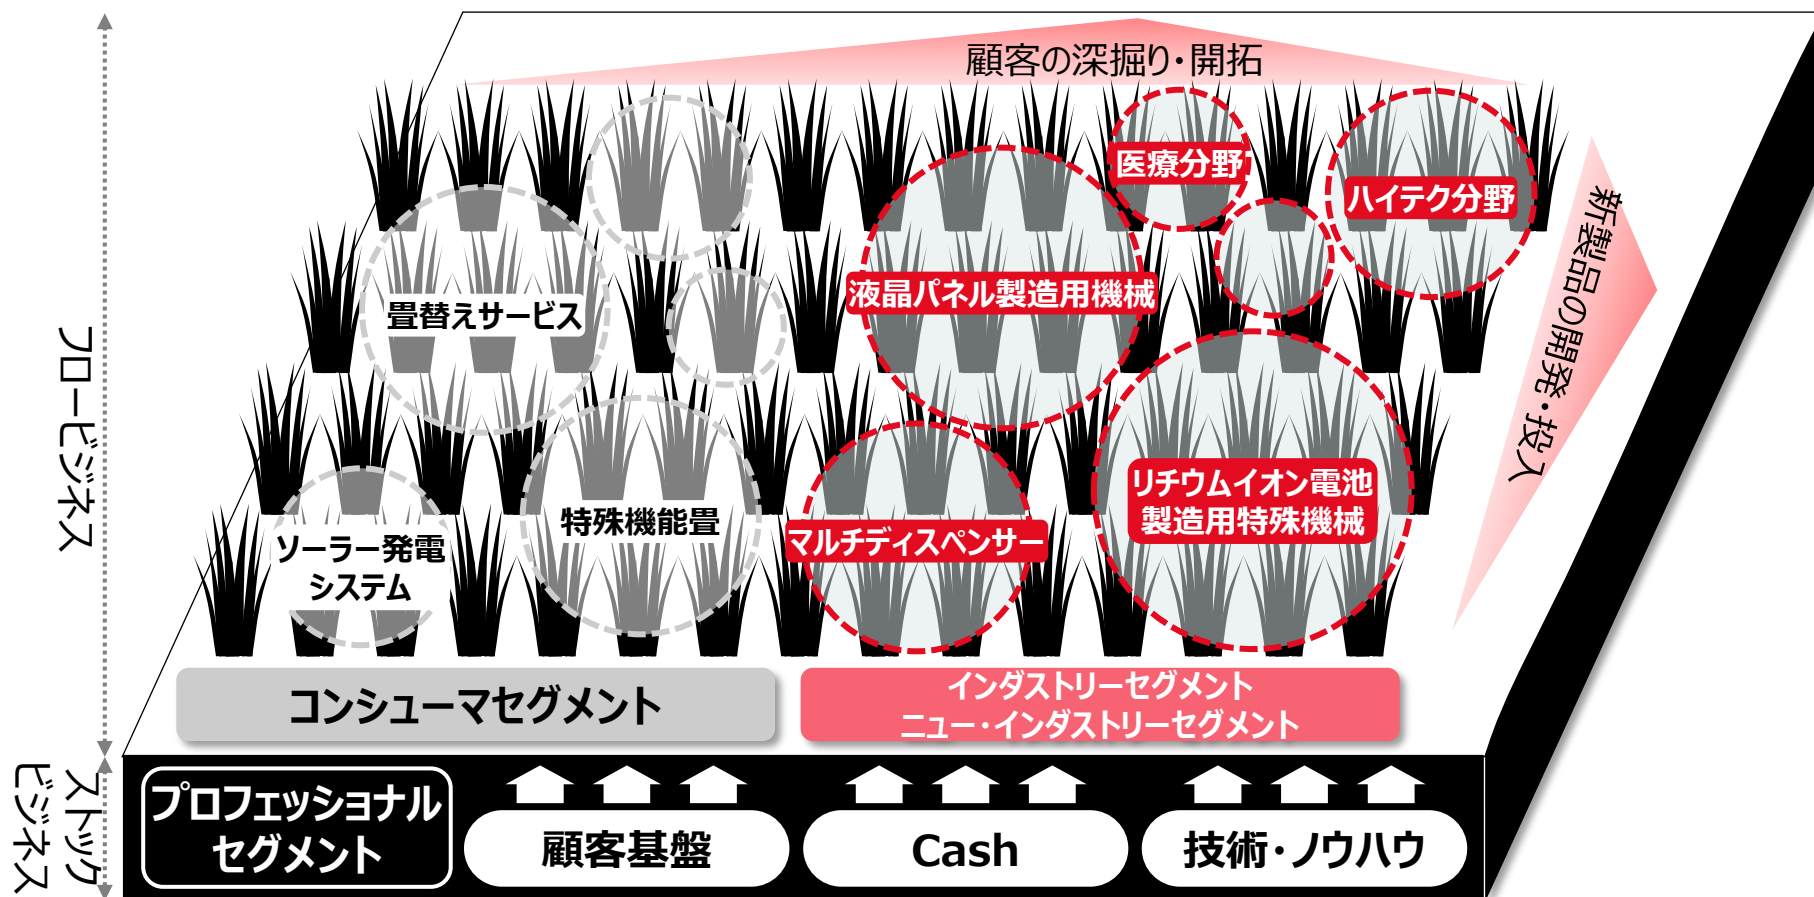 顧客の深掘り・開拓
医療分野
ハイテク分野
新製品の開発・投入
液晶パネル製造用機械
畳替えサービス
フロービジネス
リチウムイオン電池
製造用特殊機械
特殊機能畳
マルチディスペンサー
ソーラー発電
システム
コンシューマセグメント
インダストリーセグメント
ニュー・インダストリーセグメント
ストック
ビジネス
プロフェッショナル
セグメント
顧客基盤
Cash
技術・ノウハウ